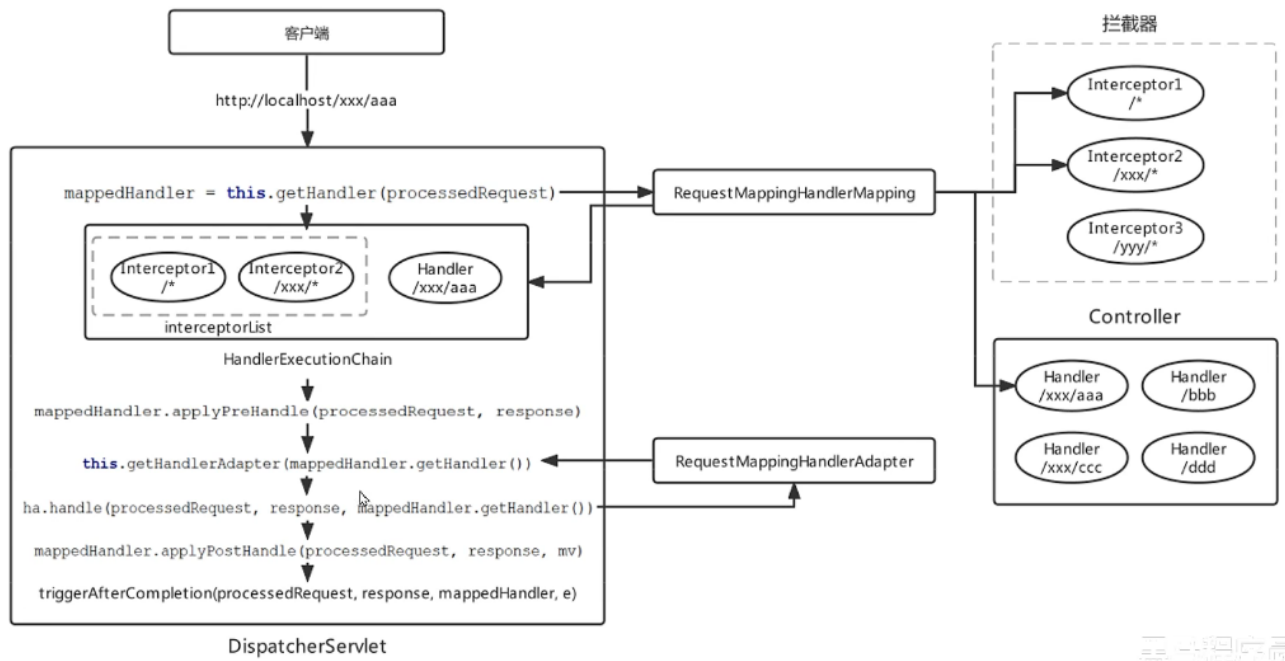 客户端
http://localhost/xxx/aaa
mappedHandler = this.getHandler(processedRequest)
Interceptor1
/*
Interceptor2
/xxx/*
Handler
/xxx/aaa
interceptorList
HandlerExecutionChain
mappedHandler.applyPreHandle(processedRequest, response)
this.getHandlerAdapter(mappedHandler.getHandler())
ha.handle(processedRequest, response, mappedHandler.getHandler())
mappedHandler.applyPostHandle(processedRequest, response, mv)
triggerAfterCompletion(processedRequest, response, mappedHandler, e)
DispatcherServlet
RequestMappingHandlerMapping
RequestMappingHandlerAdapter
拦截器
Interceptor1
/*
Interceptor2
/xxx/*
Interceptor3
/yyy/*
Controller
Handler
/xxx/aaa
Handler
/bbb
Handler
/xxx/ccc
Handler
/ddd